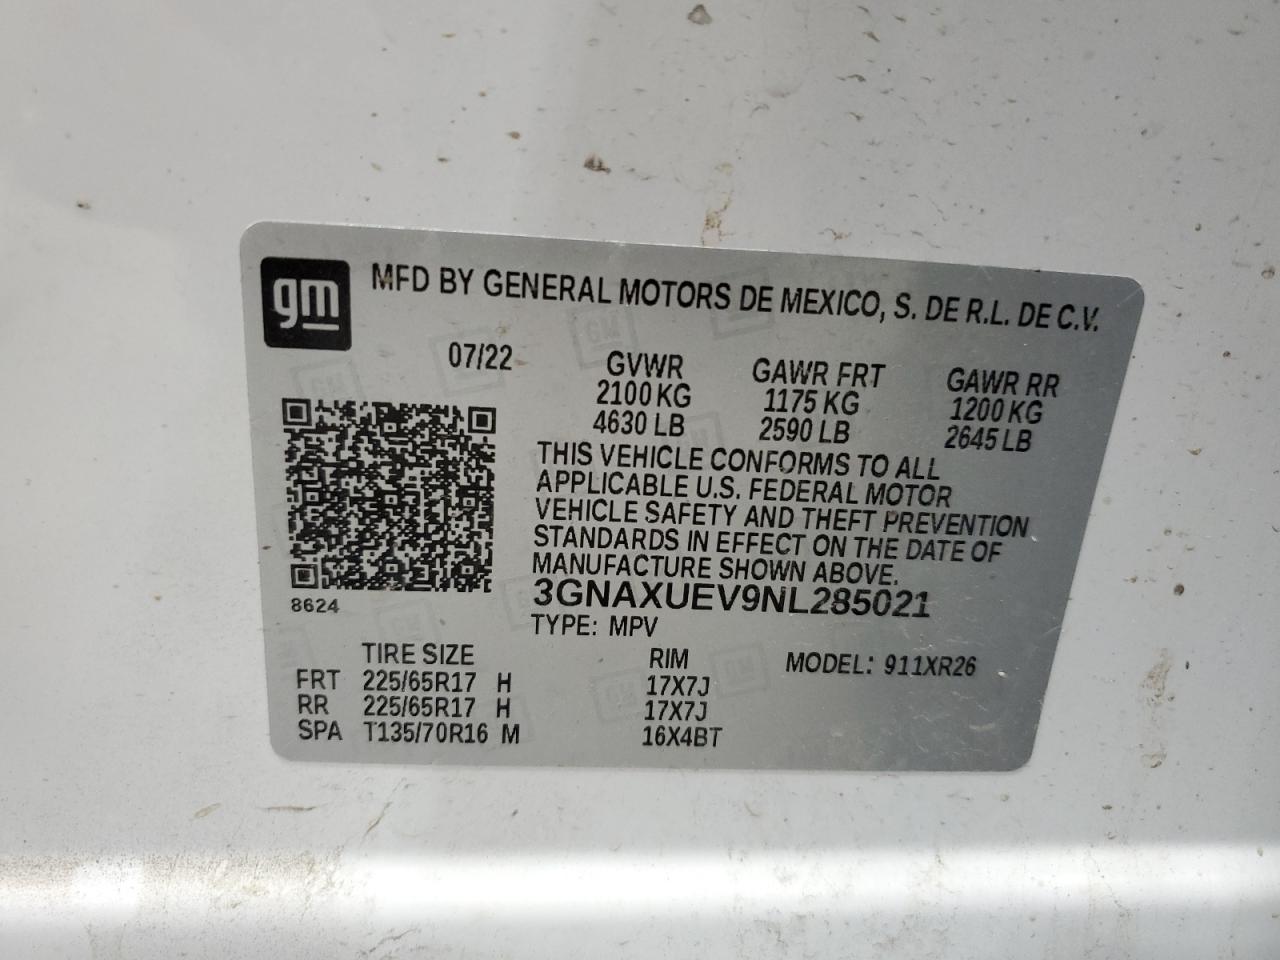 gm
MFD BY GENERAL MOTORS DE MEXICO, S. DE R.L. DE C.V.
07/22 GVWR GAWR FRT GAWR RR
2100 KG 1175 KG 1200 KG
4630 LB 2590 LB 2645 LB
THIS VEHICLE CONFORMS TO ALL
APPLICABLE U.S. FEDERAL MOTOR
VEHICLE SAFETY AND THEFT PREVENTION
STANDARDS IN EFFECT ON THE DATE OF
MANUFACTURE SHOWN ABOVE.
8624 3GNAXUEV9NL285021
TYPE: MPV
TIRE SIZE RIM MODEL: 911XR26
FRT 225/65R17 H 17X7J
RR 225/65R17 H 17X7J
SPA T135/70R16 M 16X4BT